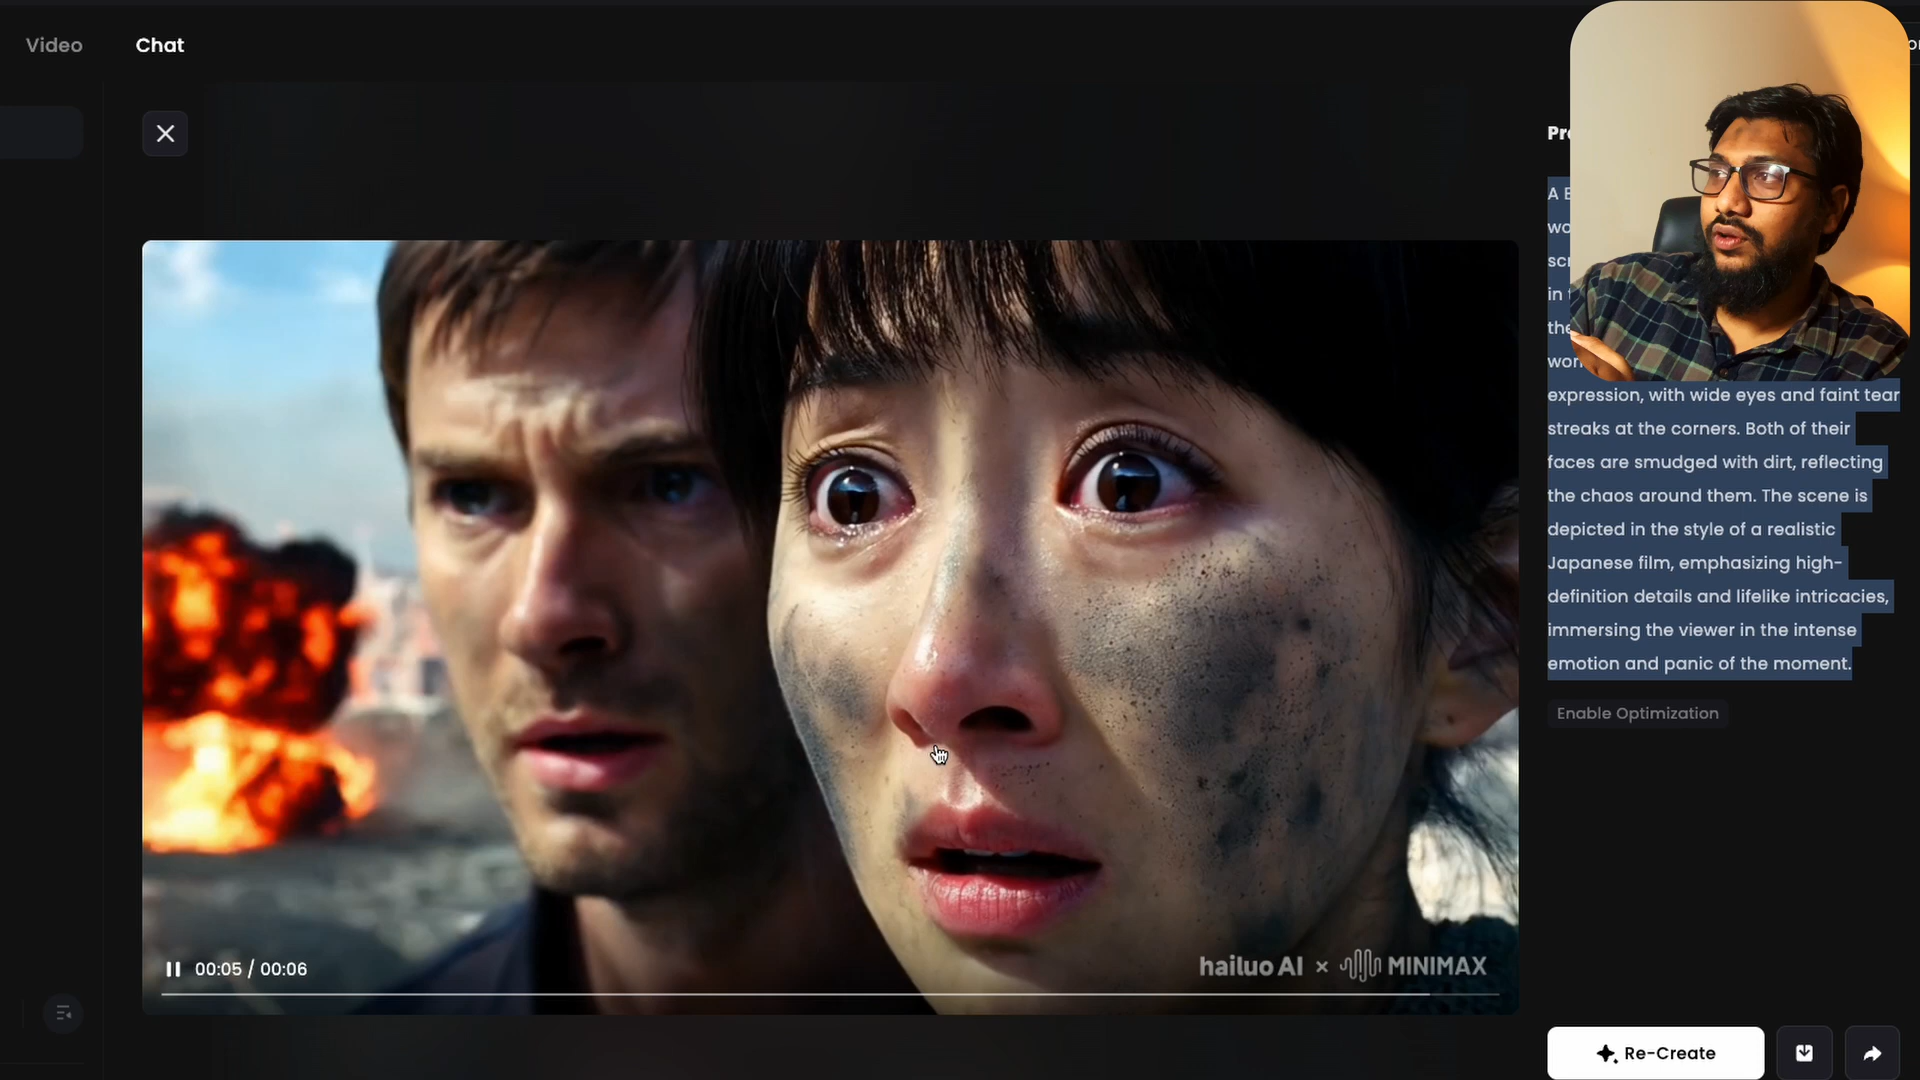 Video
Chat
A
in
expression, with wide eyes and faint tear
streaks at the corners. Both of their
faces are smudged with dirt, reflecting
the chaos around them. The scene is
depicted in the style of a realistic
Japanese film, emphasizing high-
definition details and lifelike intricacies,
immersing the viewer in the intense
emotion and panic of the moment.
Enable Optimization
00:05 / 00:06
hailuo AI × MINIMAX
Re-Create